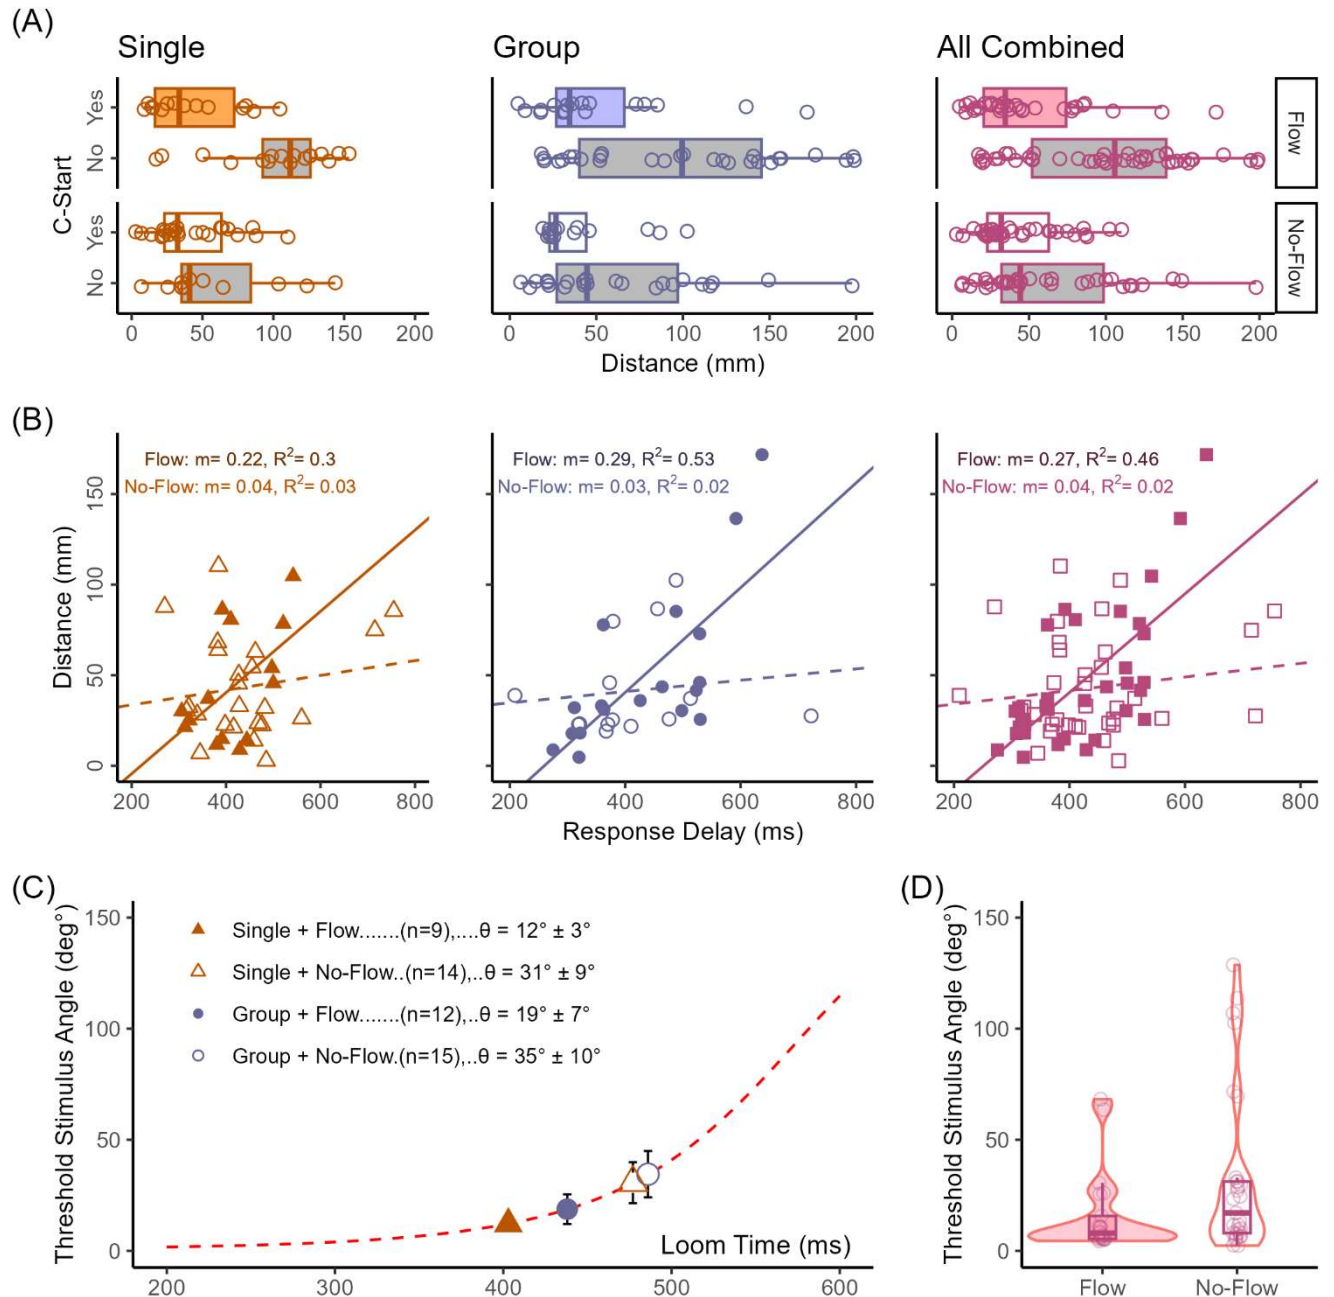 (A)
Single
Group
All Combined
C-Start
Yes
No
Flow
Yes
No
No-Flow
0 50 100 150 200
0 50 100 150 200
0 50 100 150 200
Distance (mm)
(B)
Flow: m= 0.22, R²= 0.3
No-Flow: m= 0.04, R²= 0.03
Flow: m= 0.29, R²= 0.53
No-Flow: m= 0.03, R²= 0.02
Flow: m= 0.27, R²= 0.46
No-Flow: m= 0.04, R²= 0.02
Distance (mm)
150
100
50
0
200 400 600 800
200 400 600 800
200 400 600 800
Response Delay (ms)
(C)
Threshold Stimulus Angle (deg°)
150
100
50
0
Single + Flow.......(n=9),....θ = 12° ± 3°
Single + No-Flow..(n=14),..θ = 31° ± 9°
Group + Flow.......(n=12),..θ = 19° ± 7°
Group + No-Flow.(n=15),..θ = 35° ± 10°
Loom Time (ms)
200 300 400 500 600
(D)
Threshold Stimulus Angle (deg°)
150
100
50
0
Flow No-Flow